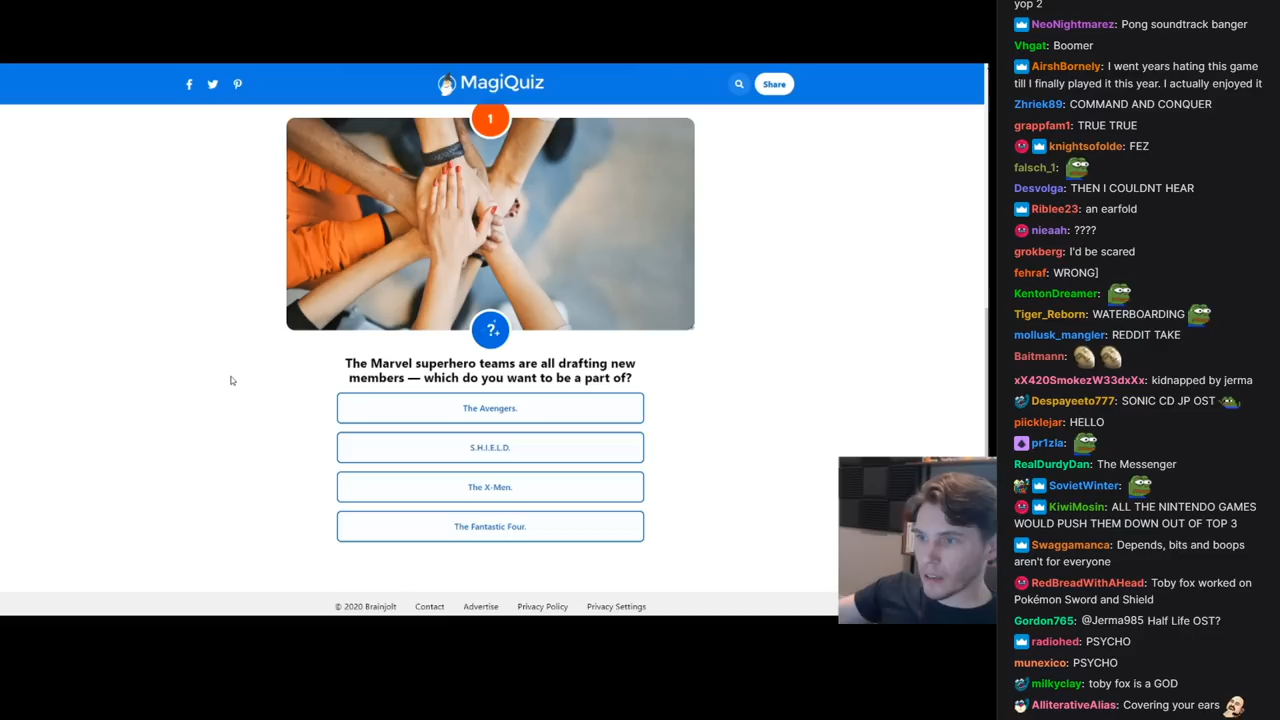 MagiQuiz
Share
1
?
The Marvel superhero teams are all drafting new
members — which do you want to be a part of?
The Avengers.
S.H.I.E.L.D.
The X-Men.
The Fantastic Four.
© 2020 Brainjolt
Contact
Advertise
Privacy Policy
Privacy Settings
yop 2
NeoNightmarez: Pong soundtrack banger
Vhgat: Boomer
AirshBornely: I went years hating this game
till I finally played it this year. I actually enjoyed it
Zhriek89: COMMAND AND CONQUER
grappfam1: TRUE TRUE
knightsofolde: FEZ
falsch_1:
Desvolga: THEN I COULDNT HEAR
Riblee23: an earfold
nieaah: ????
grokberg: I'd be scared
fehraf: WRONG]
KentonDreamer:
Tiger_Reborn: WATERBOARDING
mollusk_mangler: REDDIT TAKE
Baitmann:
xX420SmokezW33dxXx: kidnapped by jerma
Despayeeto777: SONIC CD JP OST
piicklejar: HELLO
pr1zla:
RealDurdyDan: The Messenger
SovietWinter:
KiwiMosin: ALL THE NINTENDO GAMES
WOULD PUSH THEM DOWN OUT OF TOP 3
Swaggamanca: Depends, bits and boops
aren't for everyone
RedBreadWithAHead: Toby fox worked on
Pokémon Sword and Shield
Gordon765: @Jerma985 Half Life OST?
radiohed: PSYCHO
munexico: PSYCHO
milkyclay: toby fox is a GOD
AlliterativeAlias: Covering your ears